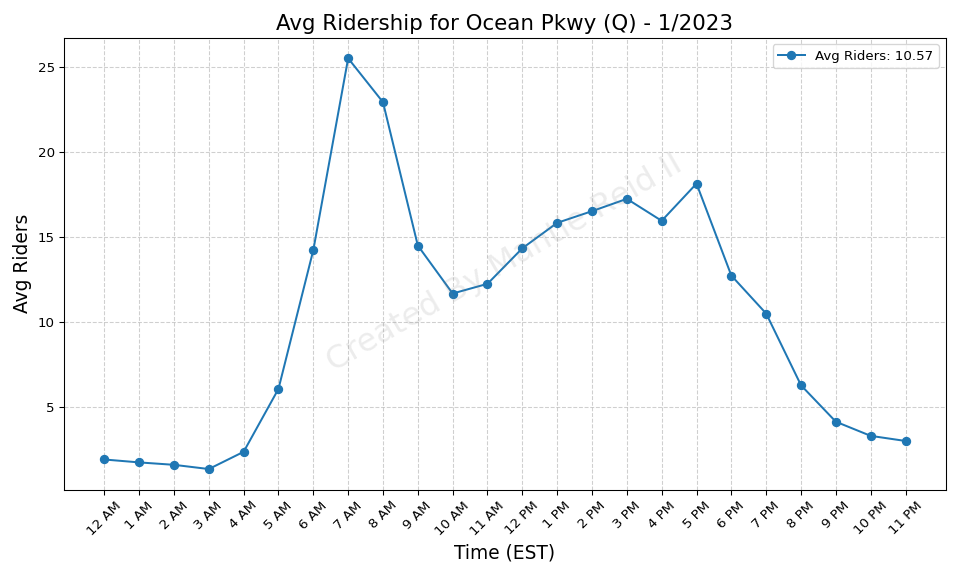 Avg Ridership for Ocean Pkwy (Q) - 1/2023
Avg Riders: 10.57
Avg Riders
25
20
15
10
5
Created By Mantie Reid II
12 AM
1 AM
2 AM
3 AM
4 AM
5 AM
6 AM
7 AM
8 AM
9 AM
10 AM
11 AM
12 PM
1 PM
2 PM
3 PM
4 PM
5 PM
6 PM
7 PM
8 PM
9 PM
10 PM
11 PM
Time (EST)